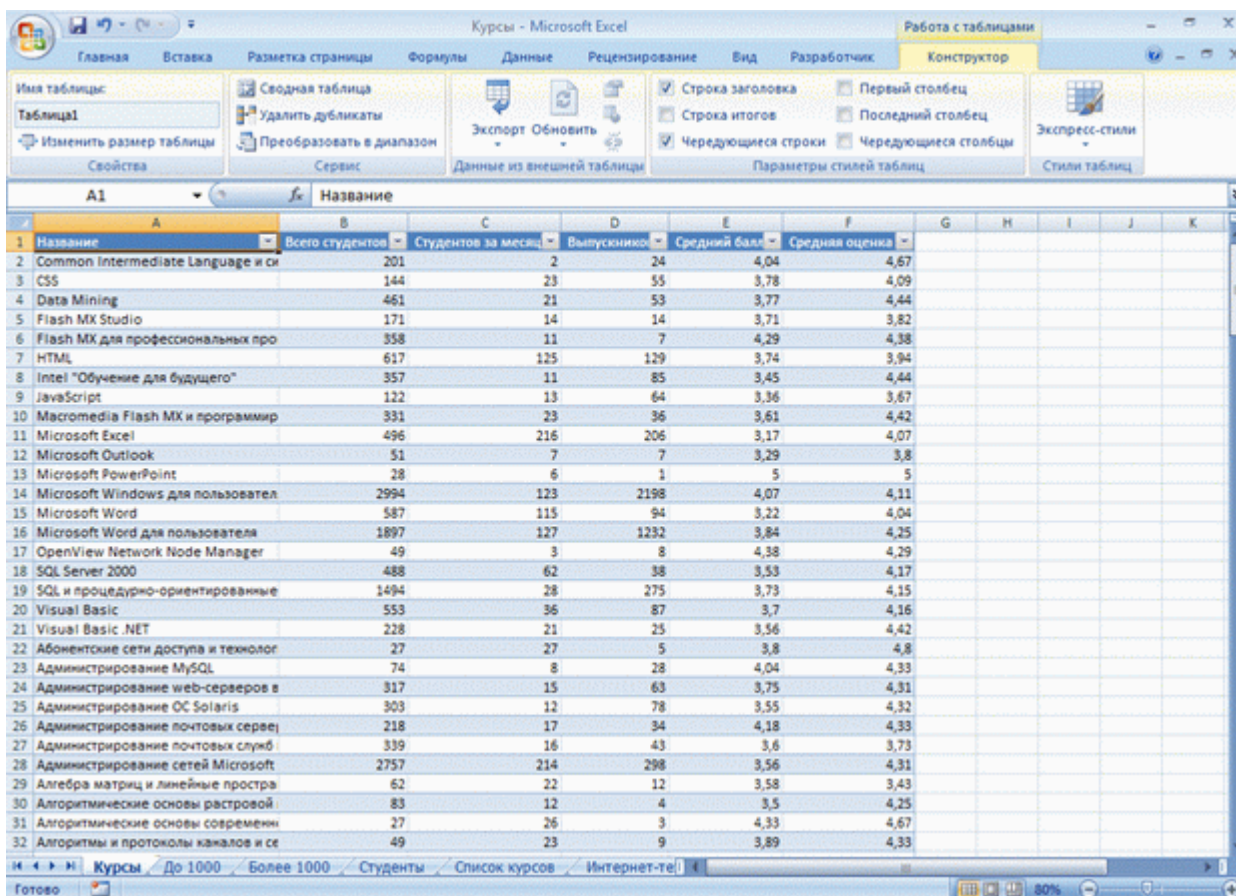 Курсы - Microsoft Excel Работа с таблицами
Главная Вставка Разметка страницы Формулы Данные Рецензирование Вид Разработчик Конструктор
Имя таблицы: Сводная таблица Строка заголовка Первый столбец
Таблица1 Удалить дубликаты Экспорт Обновить Строка итогов Последний столбец Экспресс-стили
Изменить размер таблицы Преобразовать в диапазон Чередующиеся строки Чередующиеся столбцы
Свойства Сервис Данные из внешней таблицы Параметры стилей таблиц Стили таблиц
A1 fx Название
A B C D E F G H I J K
1 Название Всего студентов Студентов за месяц Выпускнико Средний балл Средняя оценка
2 Common Intermediate Language и си 201 2 24 4,04 4,67
3 CSS 144 23 55 3,78 4,09
4 Data Mining 461 21 53 3,77 4,44
5 Flash MX Studio 171 14 14 3,71 3,82
6 Flash MX для профессиональных про 358 11 7 4,29 4,38
7 HTML 617 125 129 3,74 3,94
8 Intel "Обучение для будущего" 357 11 85 3,45 4,44
9 JavaScript 122 13 64 3,36 3,67
10 Macromedia Flash MX и программир 331 23 36 3,61 4,42
11 Microsoft Excel 496 216 206 3,17 4,07
12 Microsoft Outlook 51 7 7 3,29 3,8
13 Microsoft PowerPoint 28 6 1 5 5
14 Microsoft Windows для пользовател 2994 123 2198 4,07 4,11
15 Microsoft Word 587 115 94 3,22 4,04
16 Microsoft Word для пользователя 1897 127 1232 3,84 4,25
17 OpenView Network Node Manager 49 3 8 4,38 4,29
18 SQL Server 2000 488 62 38 3,53 4,17
19 SQL и процедурно-ориентированные 1494 28 275 3,73 4,15
20 Visual Basic 553 36 87 3,7 4,16
21 Visual Basic .NET 228 21 25 3,56 4,42
22 Абонентские сети доступа и технолог 27 27 5 3,8 4,8
23 Администрирование MySQL 74 8 28 4,04 4,33
24 Администрирование web-серверов в 317 15 63 3,75 4,31
25 Администрирование ОС Solaris 303 12 78 3,55 4,32
26 Администрирование почтовых сервер 218 17 34 4,18 4,33
27 Администрирование почтовых служб 339 16 43 3,6 3,73
28 Администрирование сетей Microsoft 2757 214 298 3,56 4,31
29 Алгебра матриц и линейные простра 62 22 12 3,58 3,43
30 Алгоритмические основы растровой 83 12 4 3,5 4,25
31 Алгоритмические основы современн 27 26 3 4,33 4,67
32 Алгоритмы и протоколы каналов и се 49 23 9 3,89 4,33
Курсы До 1000 Более 1000 Студенты Список курсов Интернет-те
Готово 80%